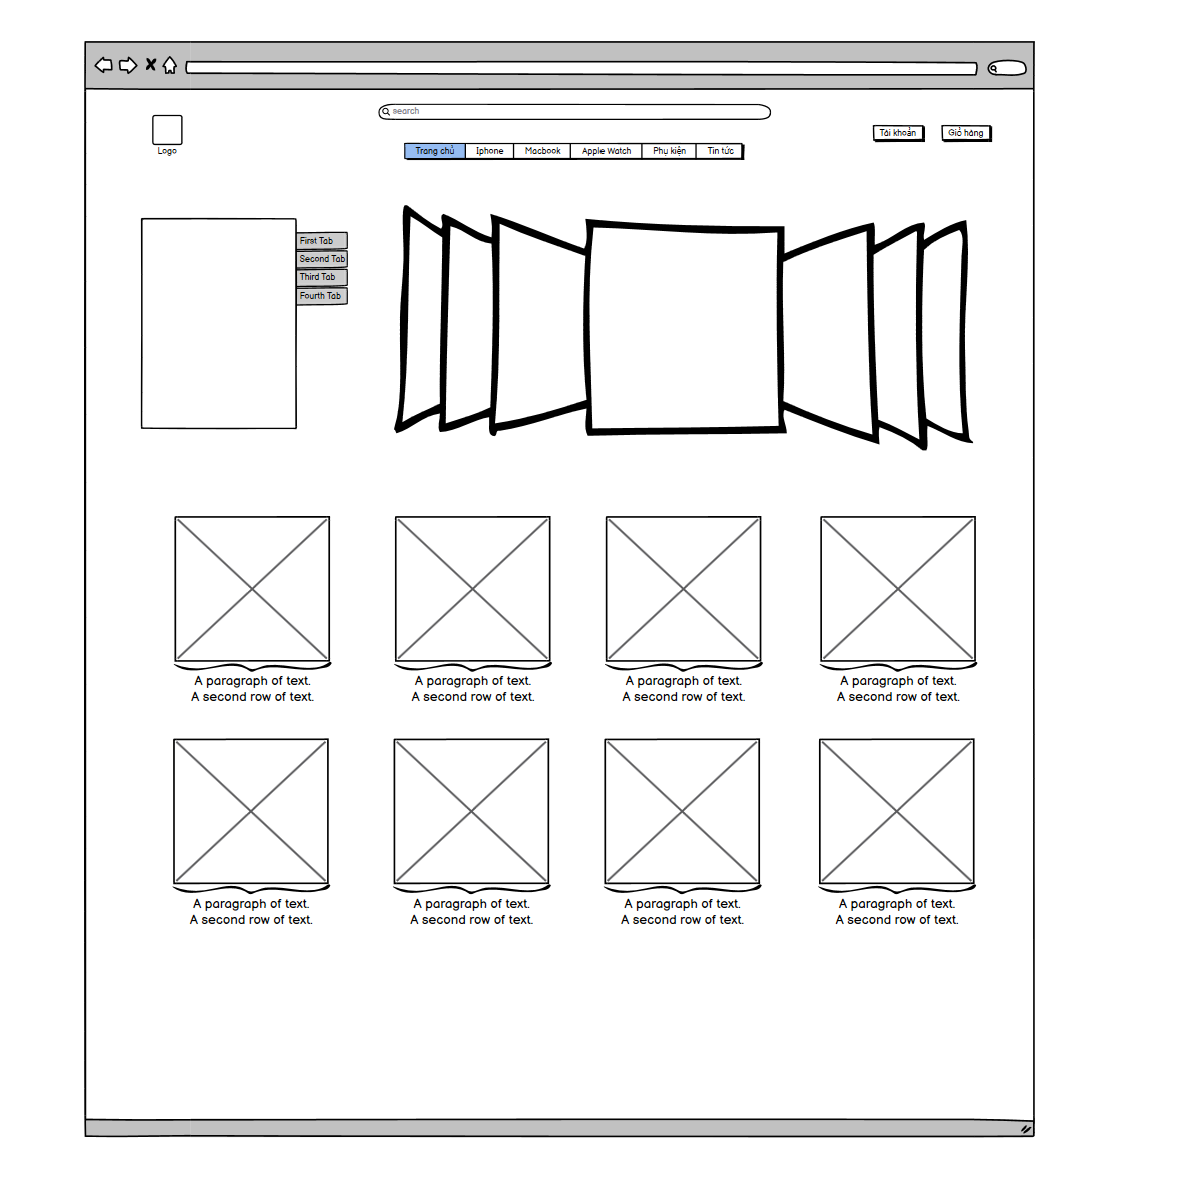 search
Logo
Tài khoản
Giỏ hàng
Trang chủ Iphone Macbook Apple Watch Phụ kiện Tin tức
First Tab
Second Tab
Third Tab
Fourth Tab
A paragraph of text.
A second row of text.
A paragraph of text.
A second row of text.
A paragraph of text.
A second row of text.
A paragraph of text.
A second row of text.
A paragraph of text.
A second row of text.
A paragraph of text.
A second row of text.
A paragraph of text.
A second row of text.
A paragraph of text.
A second row of text.